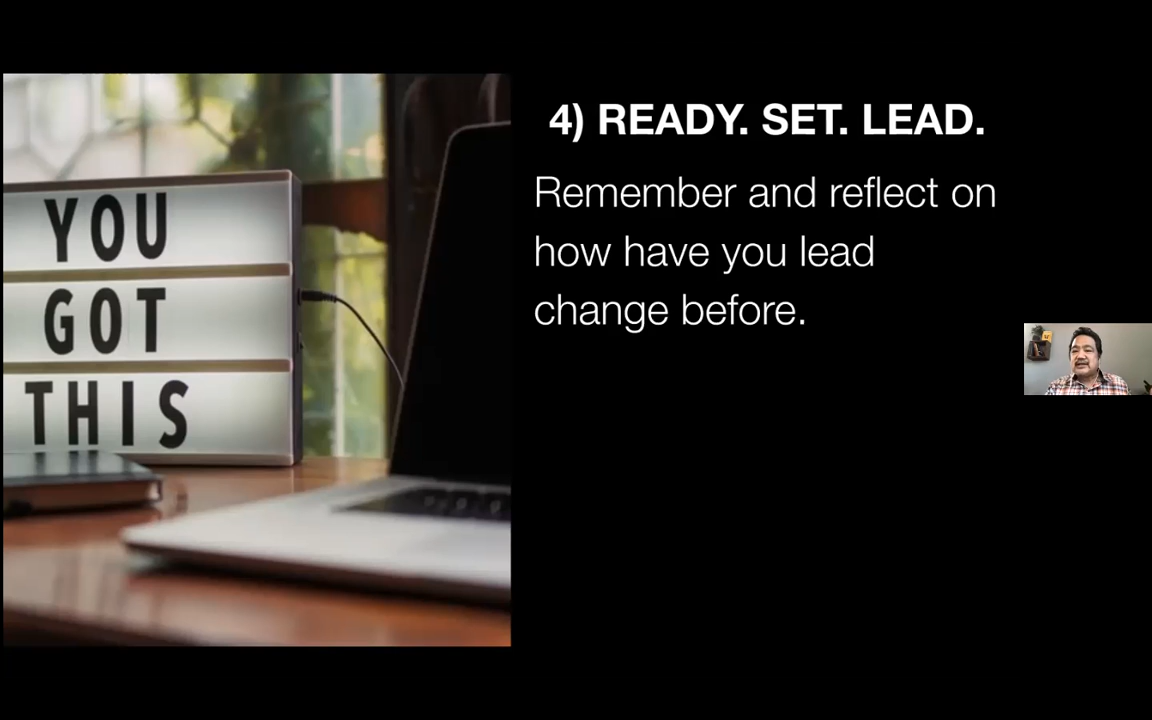 YOU
GOT
THIS
4) READY. SET. LEAD.
Remember and reflect on
how have you lead
change before.